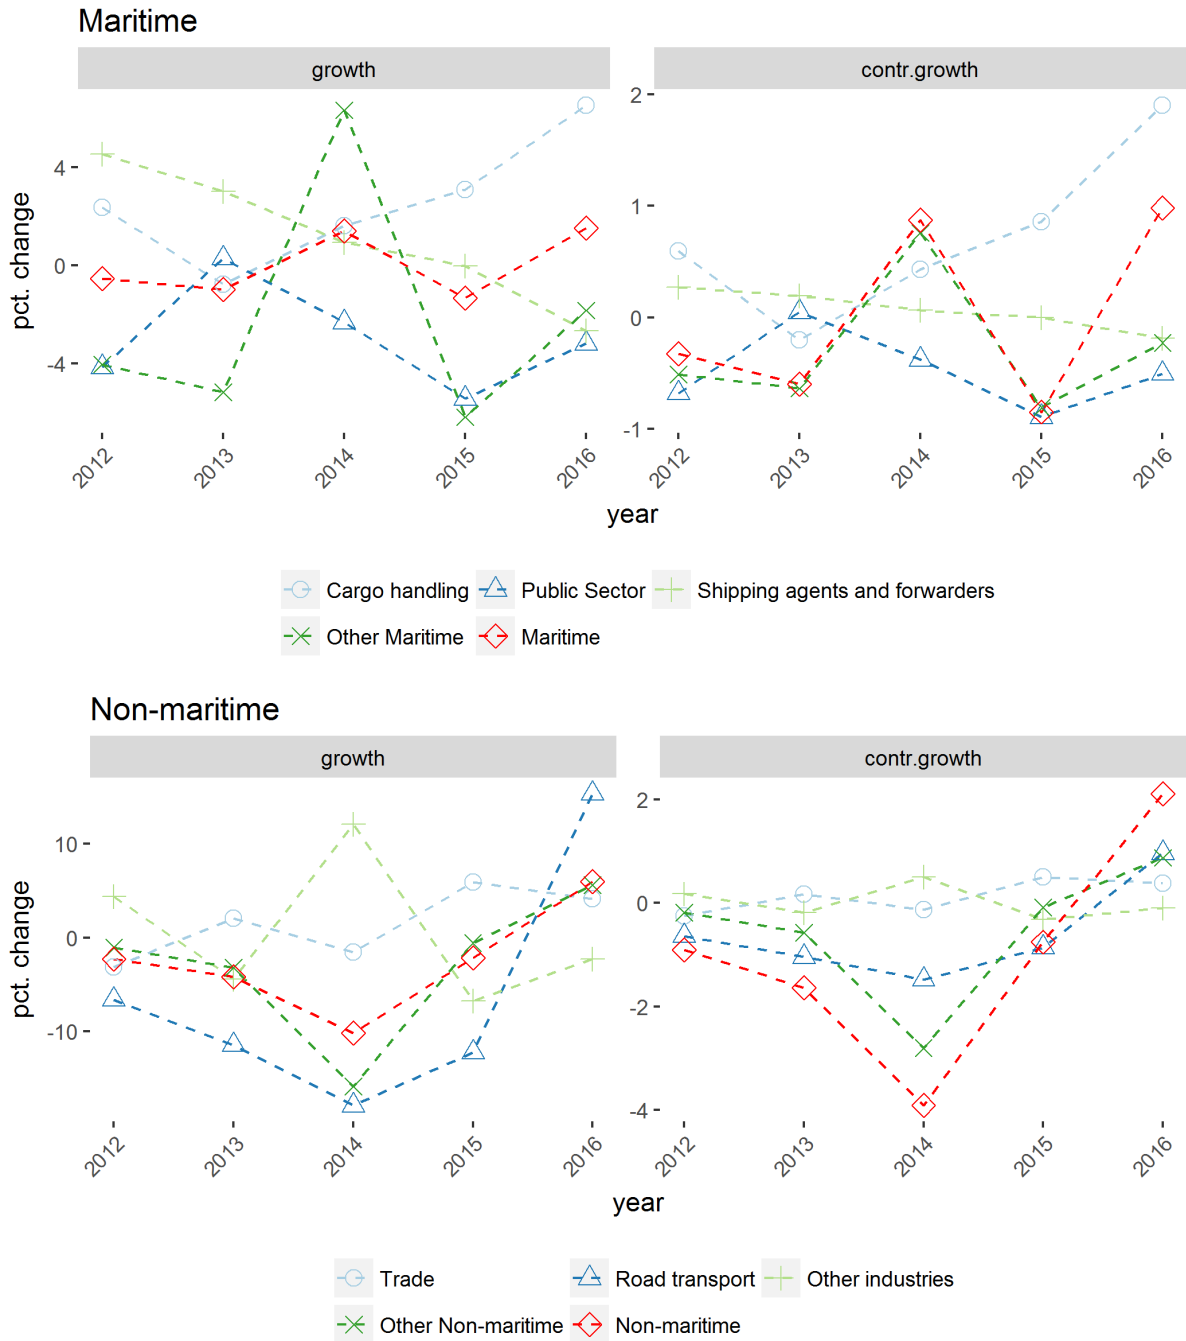 Maritime
growth
contr.growth
pct. change
4
0
-4
2
1
0
-1
2012
2013
2014
2015
2016
2012
2013
2014
2015
2016
year
Cargo handling
Public Sector
Shipping agents and forwarders
Other Maritime
Maritime
Non-maritime
growth
contr.growth
pct. change
10
0
-10
2
0
-2
-4
2012
2013
2014
2015
2016
2012
2013
2014
2015
2016
year
Trade
Road transport
Other industries
Other Non-maritime
Non-maritime